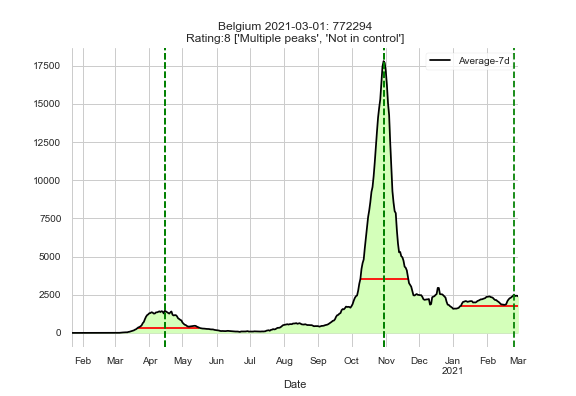 Belgium 2021-03-01: 772294
Rating:8 ['Multiple peaks', 'Not in control']
Average-7d
17500
15000
12500
10000
7500
5000
2500
0
Feb Mar Apr May Jun Jul Aug Sep Oct Nov Dec Jan Feb Mar
2021
Date